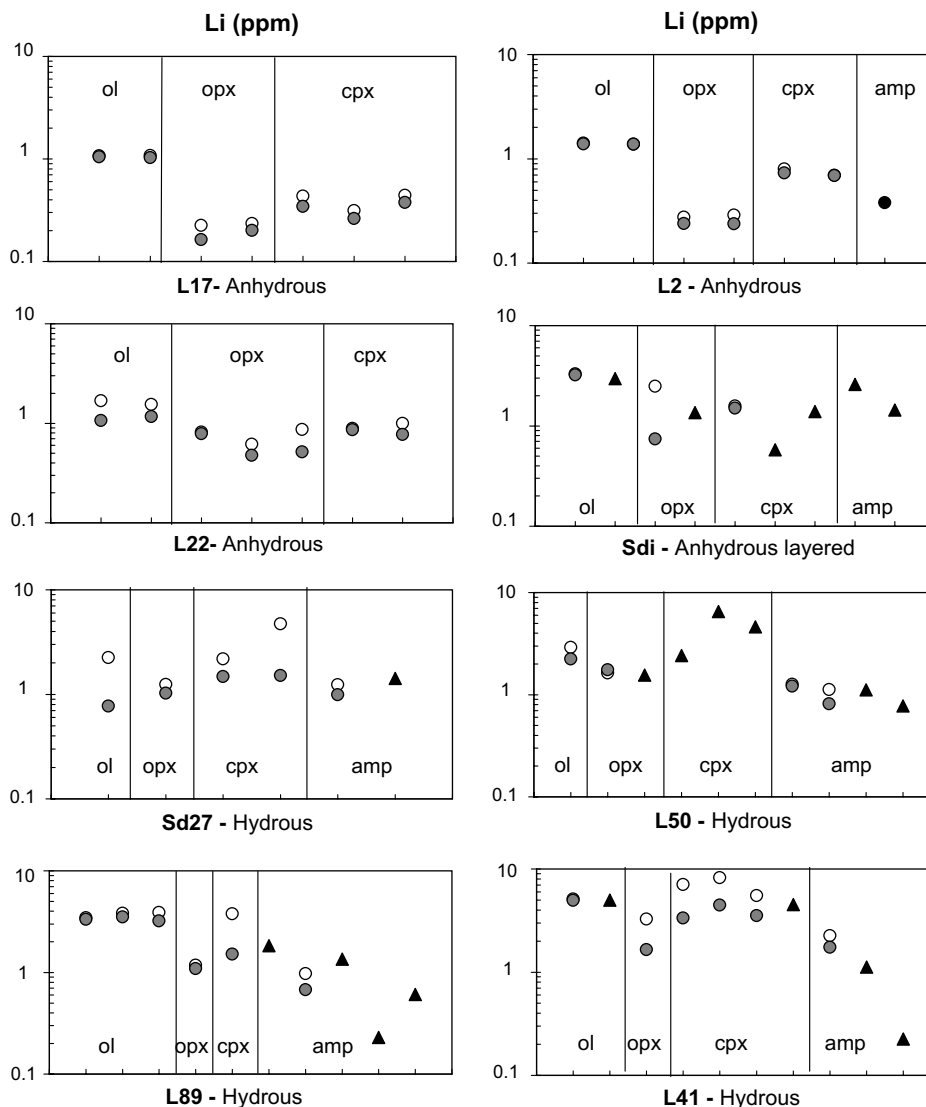 Li (ppm)
Li (ppm)
10
1
0.1
ol opx cpx
L17- Anhydrous
10
1
0.1
ol opx cpx amp
L2 - Anhydrous
10
1
0.1
ol opx cpx
L22- Anhydrous
10
1
0.1
ol opx cpx amp
Sdi - Anhydrous layered
10
1
0.1
ol opx cpx amp
Sd27 - Hydrous
10
1
0.1
ol opx cpx amp
L50 - Hydrous
10
1
0.1
ol opx cpx amp
L89 - Hydrous
10
1
0.1
ol opx cpx amp
L41 - Hydrous